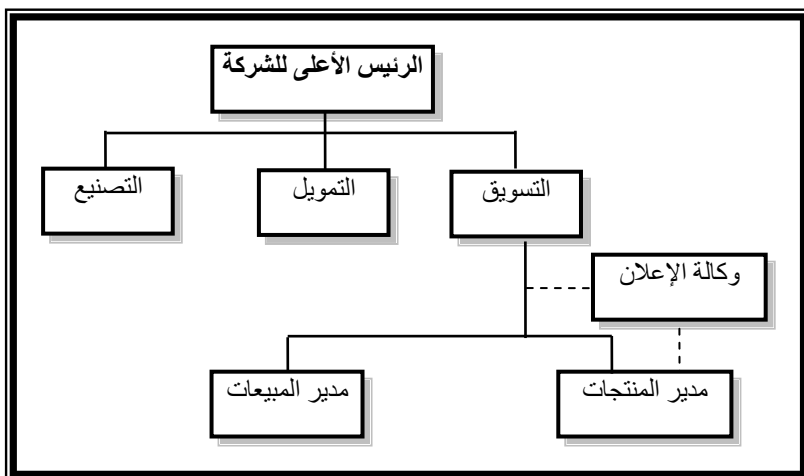 الرئيس الأعلى للشركة
التسويق
التمويل
التصنيع
وكالة الإعلان
مدير المنتجات
مدير المبيعات